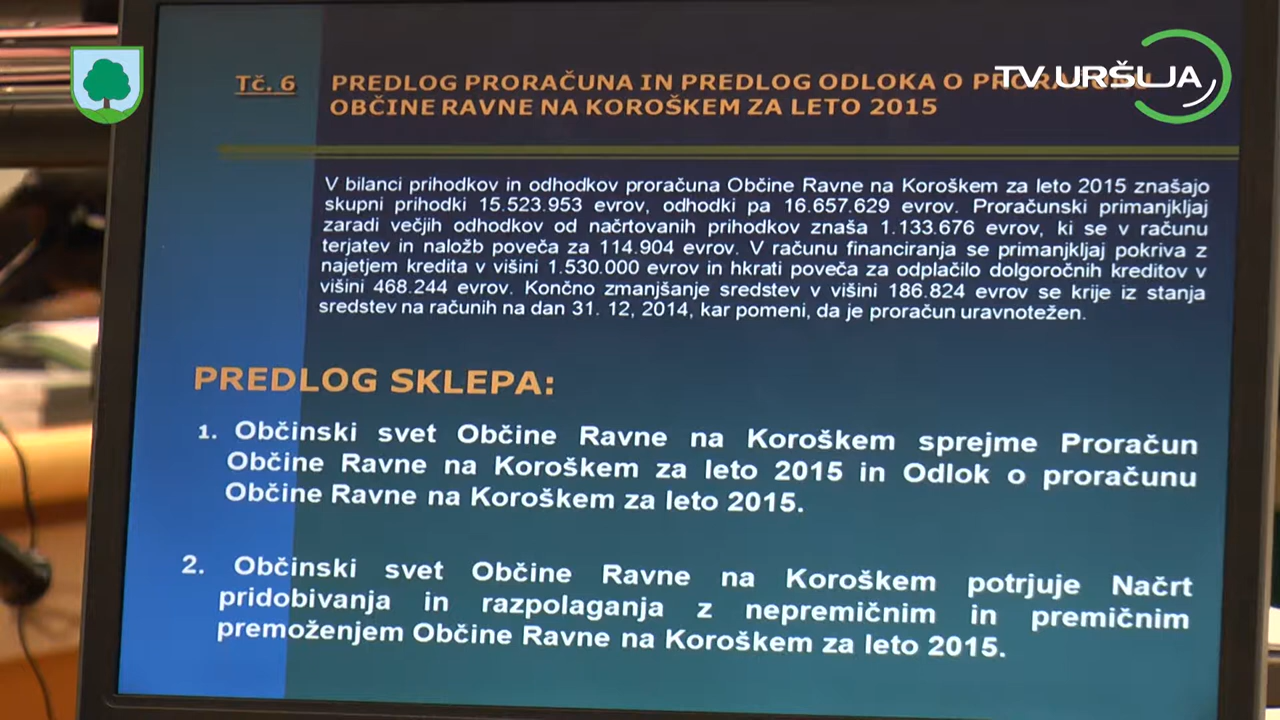 TV URŠLJA
Tč. 6 PREDLOG PRORAČUNA IN PREDLOG ODLOKA O PRORAČUNU
OBČINE RAVNE NA KOROŠKEM ZA LETO 2015
V bilanci prihodkov in odhodkov proračuna Občine Ravne na Koroškem za leto 2015 znašajo
skupni prihodki 15.523.953 evrov, odhodki pa 16.657.629 evrov. Proračunski primanjkljaj
zaradi večjih odhodkov od načrtovanih prihodkov znaša 1.133.676 evrov, ki se v računu
terjatev in naložb poveča za 114.904 evrov. V računu financiranja se primanjkljaj pokriva z
najetjem kredita v višini 1.530.000 evrov in hkrati poveča za odplačilo dolgoročnih kreditov v
višini 468.244 evrov. Končno zmanjšanje sredstev v višini 186.824 evrov se krije iz stanja
sredstev na računih na dan 31. 12, 2014, kar pomeni, da je proračun uravnotežen.
PREDLOG SKLEPA:
1. Občinski svet Občine Ravne na Koroškem sprejme Proračun
Občine Ravne na Koroškem za leto 2015 in Odlok o proračunu
Občine Ravne na Koroškem za leto 2015.
2. Občinski svet Občine Ravne na Koroškem potrjuje Načrt
pridobivanja in razpolaganja z nepremičnim in premičnim
premoženjem Občine Ravne na Koroškem za leto 2015.